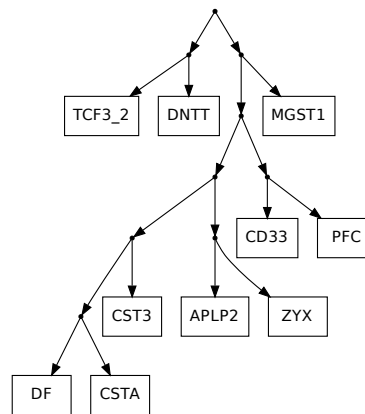 TCF3_2
DNTT
MGST1
CD33
PFC
CST3
APLP2
ZYX
DF
CSTA